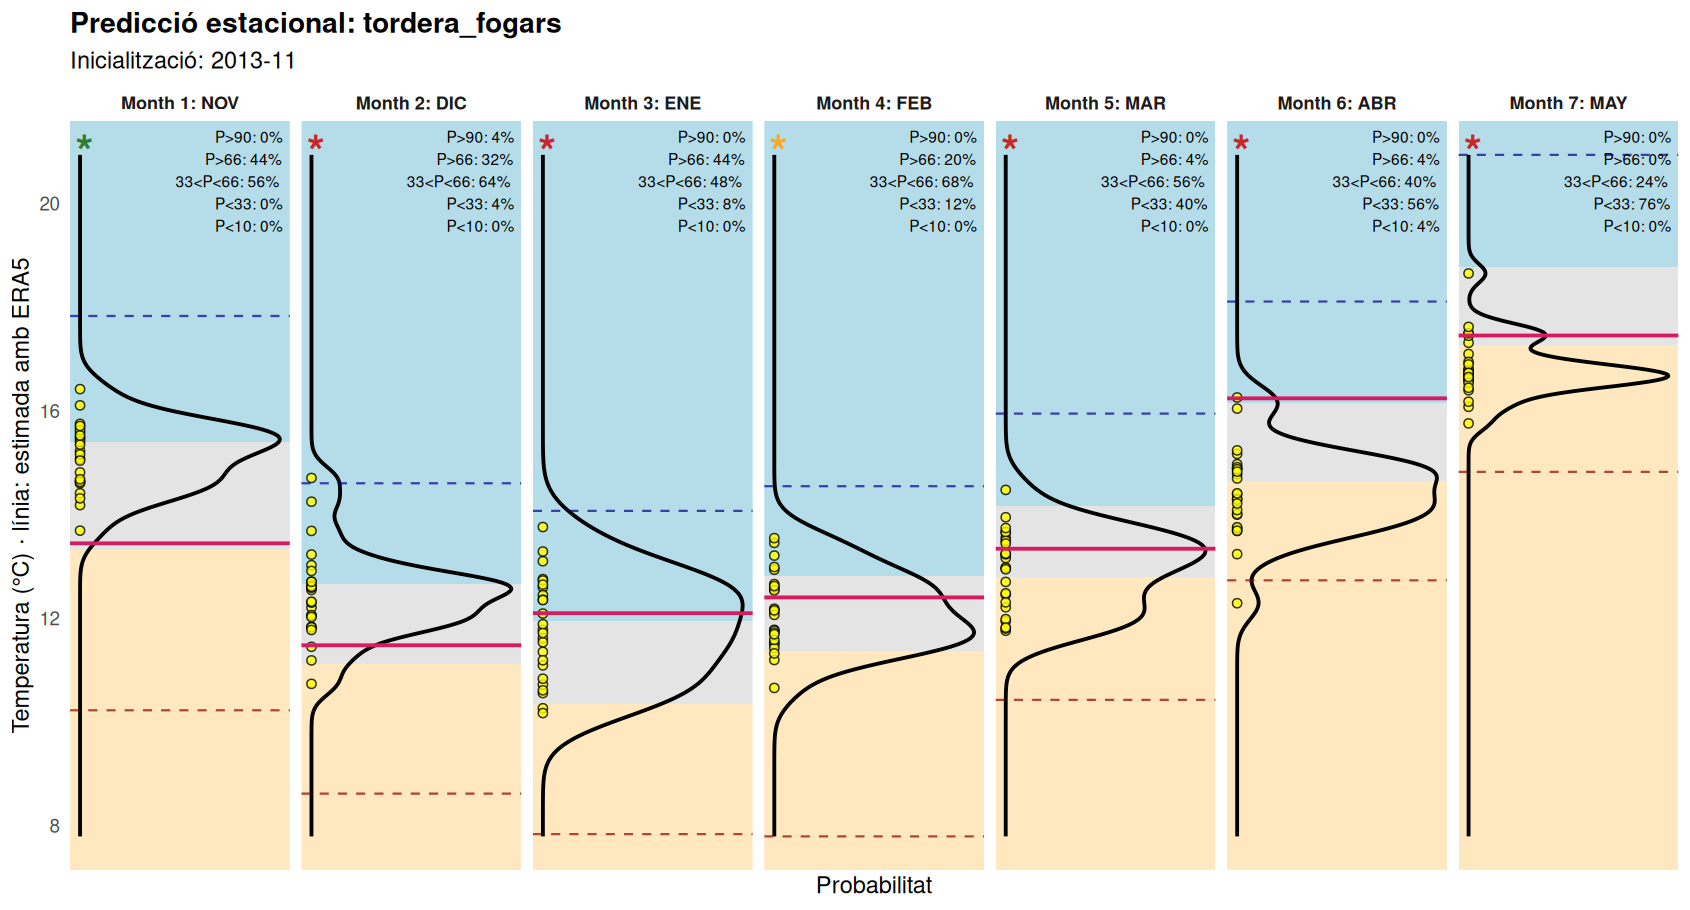 Predicció estacional: tordera_fogars
Inicialització: 2013-11
Month 1: NOV
Month 2: DIC
Month 3: ENE
Month 4: FEB
Month 5: MAR
Month 6: ABR
Month 7: MAY
*
P>90: 0%
P>66: 44%
33<P<66: 56%
P<33: 0%
P<10: 0%
*
P>90: 4%
P>66: 32%
33<P<66: 64%
P<33: 4%
P<10: 0%
*
P>90: 0%
P>66: 44%
33<P<66: 48%
P<33: 8%
P<10: 0%
*
P>90: 0%
P>66: 20%
33<P<66: 68%
P<33: 12%
P<10: 0%
*
P>90: 0%
P>66: 4%
33<P<66: 56%
P<33: 40%
P<10: 0%
*
P>90: 0%
P>66: 4%
33<P<66: 40%
P<33: 56%
P<10: 4%
*
P>90: 0%
P>66: 0%
33<P<66: 24%
P<33: 76%
P<10: 0%
20
16
12
8
Temperatura (°C) · línia: estimada amb ERA5
Probabilitat